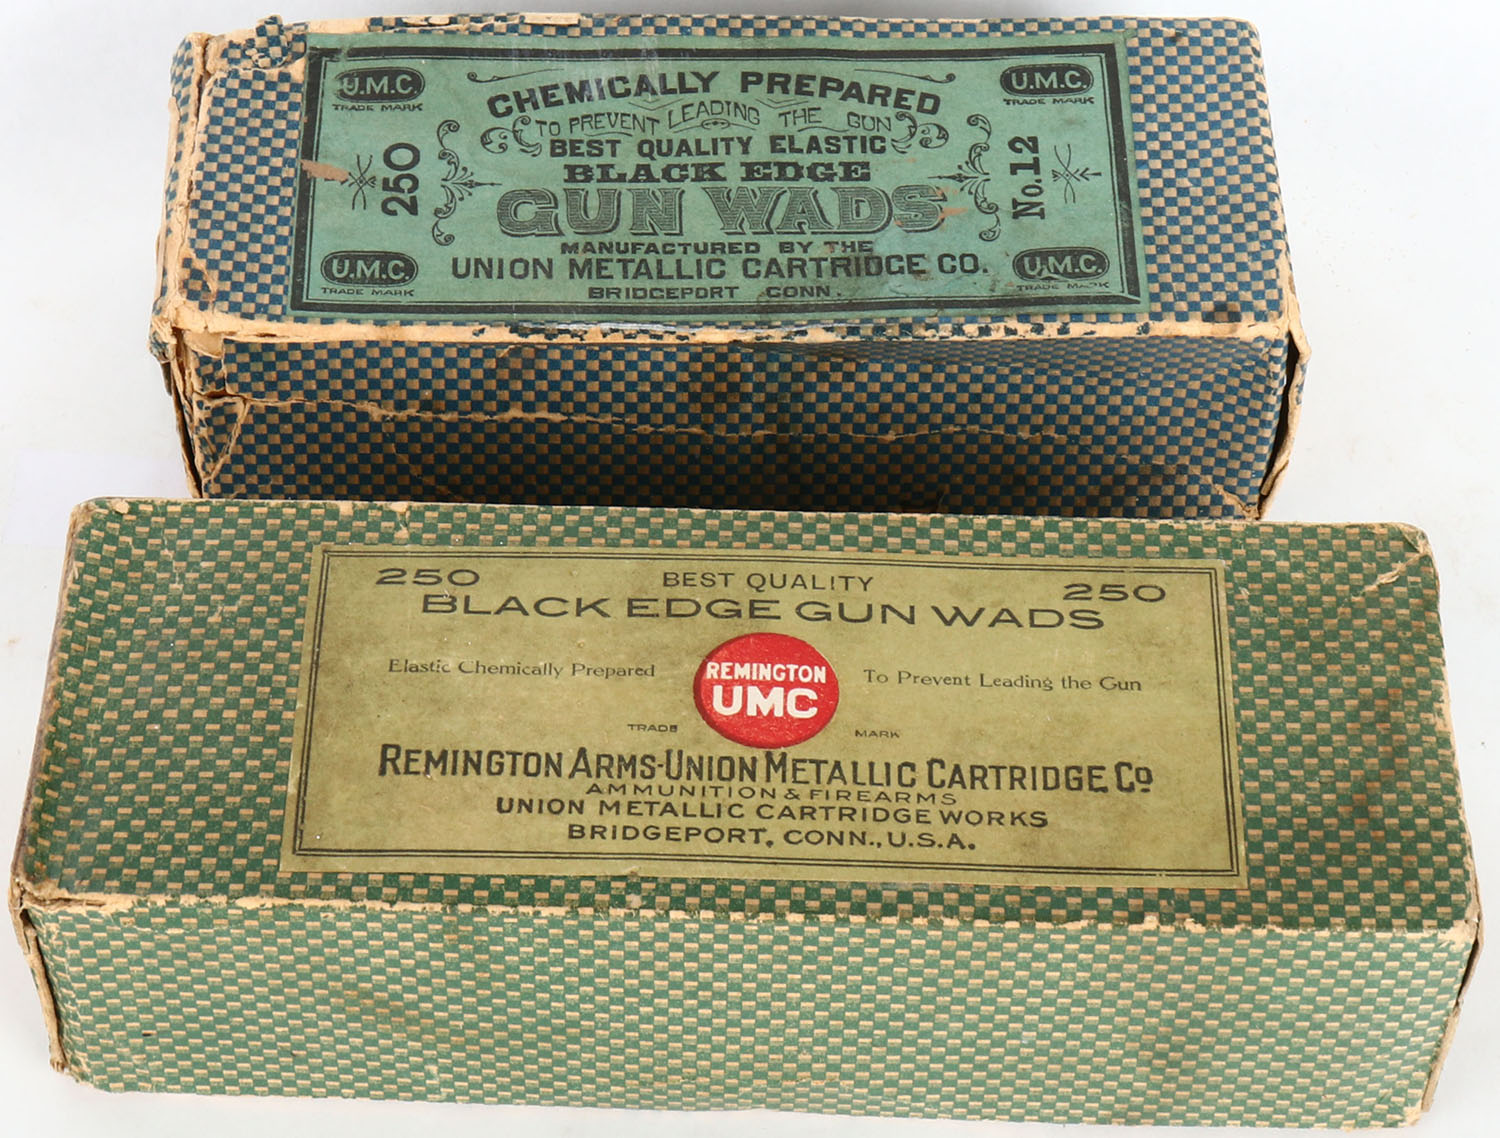 U.M.C.
TRADE MARK
U.M.C.
TRADE MARK
CHEMICALLY PREPARED
TO PREVENT LEADING THE GUN
BEST QUALITY ELASTIC
BLACK EDGE
GUN WADS
250
No. 12
MANUFACTURED BY THE
UNION METALLIC CARTRIDGE CO.
BRIDGEPORT CONN.
U.M.C.
TRADE MARK
U.M.C.
TRADE MARK
250 BEST QUALITY 250
BLACK EDGE GUN WADS
Elastic Chemically Prepared
REMINGTON
UMC
To Prevent Leading the Gun
TRADE MARK
REMINGTON ARMS-UNION METALLIC CARTRIDGE Co
AMMUNITION & FIREARMS
UNION METALLIC CARTRIDGE WORKS
BRIDGEPORT, CONN., U.S.A.